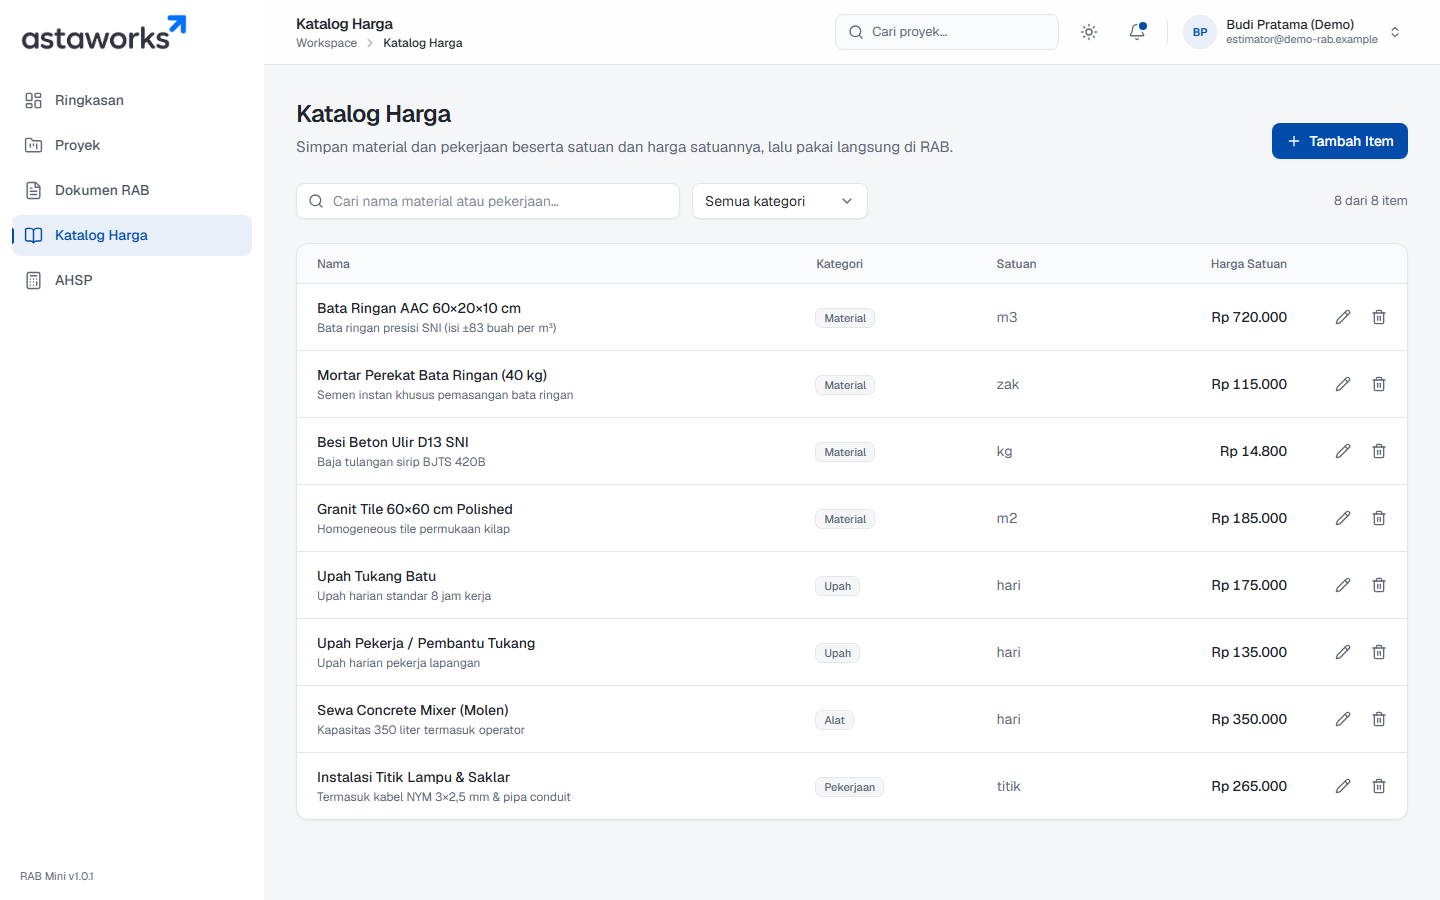 astaworks
Ringkasan
Proyek
Dokumen RAB
Katalog Harga
AHSP
RAB Mini v1.0.1
Katalog Harga
Workspace > Katalog Harga
Cari proyek...
BP
Budi Pratama (Demo)
estimator@demo-rab.example
Katalog Harga
Simpan material dan pekerjaan beserta satuan dan harga satuannya, lalu pakai langsung di RAB.
+ Tambah Item
Cari nama material atau pekerjaan...
Semua kategori
8 dari 8 item
Nama Kategori Satuan Harga Satuan
Bata Ringan AAC 60×20×10 cm
Bata ringan presisi SNI (isi ±83 buah per m³)
Material m3 Rp 720.000
Mortar Perekat Bata Ringan (40 kg)
Semen instan khusus pemasangan bata ringan
Material zak Rp 115.000
Besi Beton Ulir D13 SNI
Baja tulangan sirip BJTS 420B
Material kg Rp 14.800
Granit Tile 60×60 cm Polished
Homogeneous tile permukaan kilap
Material m2 Rp 185.000
Upah Tukang Batu
Upah harian standar 8 jam kerja
Upah hari Rp 175.000
Upah Pekerja / Pembantu Tukang
Upah harian pekerja lapangan
Upah hari Rp 135.000
Sewa Concrete Mixer (Molen)
Kapasitas 350 liter termasuk operator
Alat hari Rp 350.000
Instalasi Titik Lampu & Saklar
Termasuk kabel NYM 3×2,5 mm & pipa conduit
Pekerjaan titik Rp 265.000